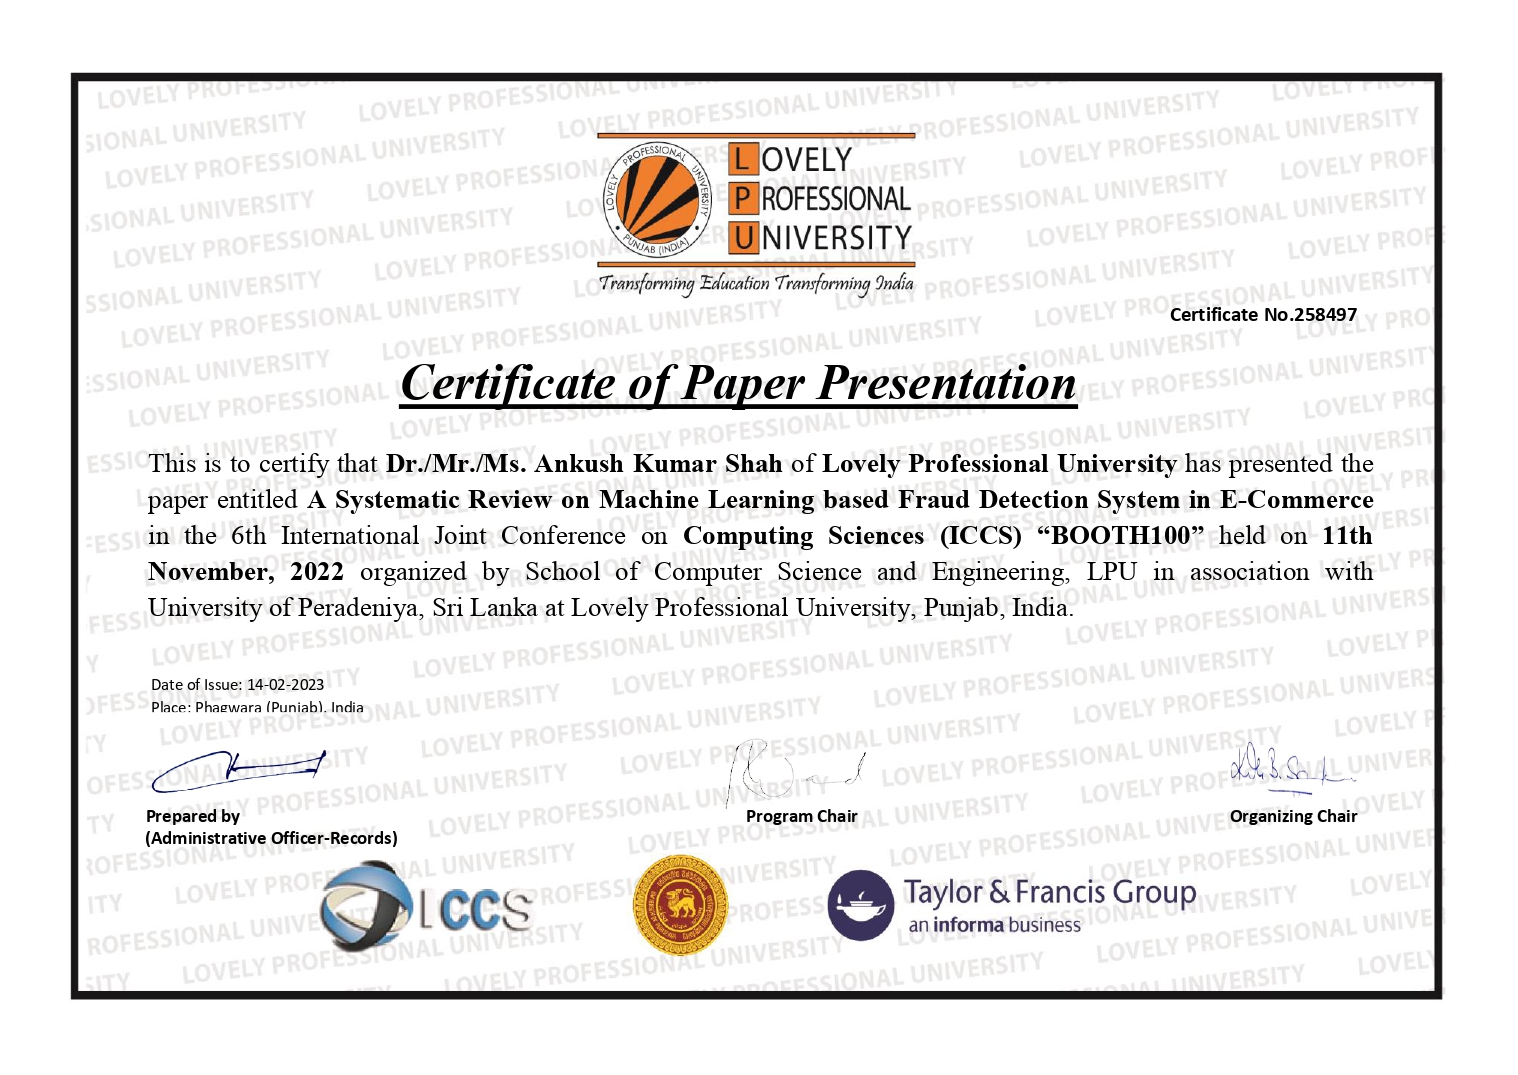 LOVELY PROFESSIONAL UNIVERSITY
PUNJAB (INDIA)
LOVELY
PROFESSIONAL
UNIVERSITY
Transforming Education Transforming India
Certificate No.258497
Certificate of Paper Presentation
This is to certify that Dr./Mr./Ms. Ankush Kumar Shah of Lovely Professional University has presented the
paper entitled A Systematic Review on Machine Learning based Fraud Detection System in E-Commerce
in the 6th International Joint Conference on Computing Sciences (ICCS) “BOOTH100” held on 11th
November, 2022 organized by School of Computer Science and Engineering, LPU in association with
University of Peradeniya, Sri Lanka at Lovely Professional University, Punjab, India.
Date of Issue: 14-02-2023
Place: Phagwara (Punjab), India
Prepared by
(Administrative Officer-Records)
Program Chair
Organizing Chair
ICCS
Taylor & Francis Group
an informa business